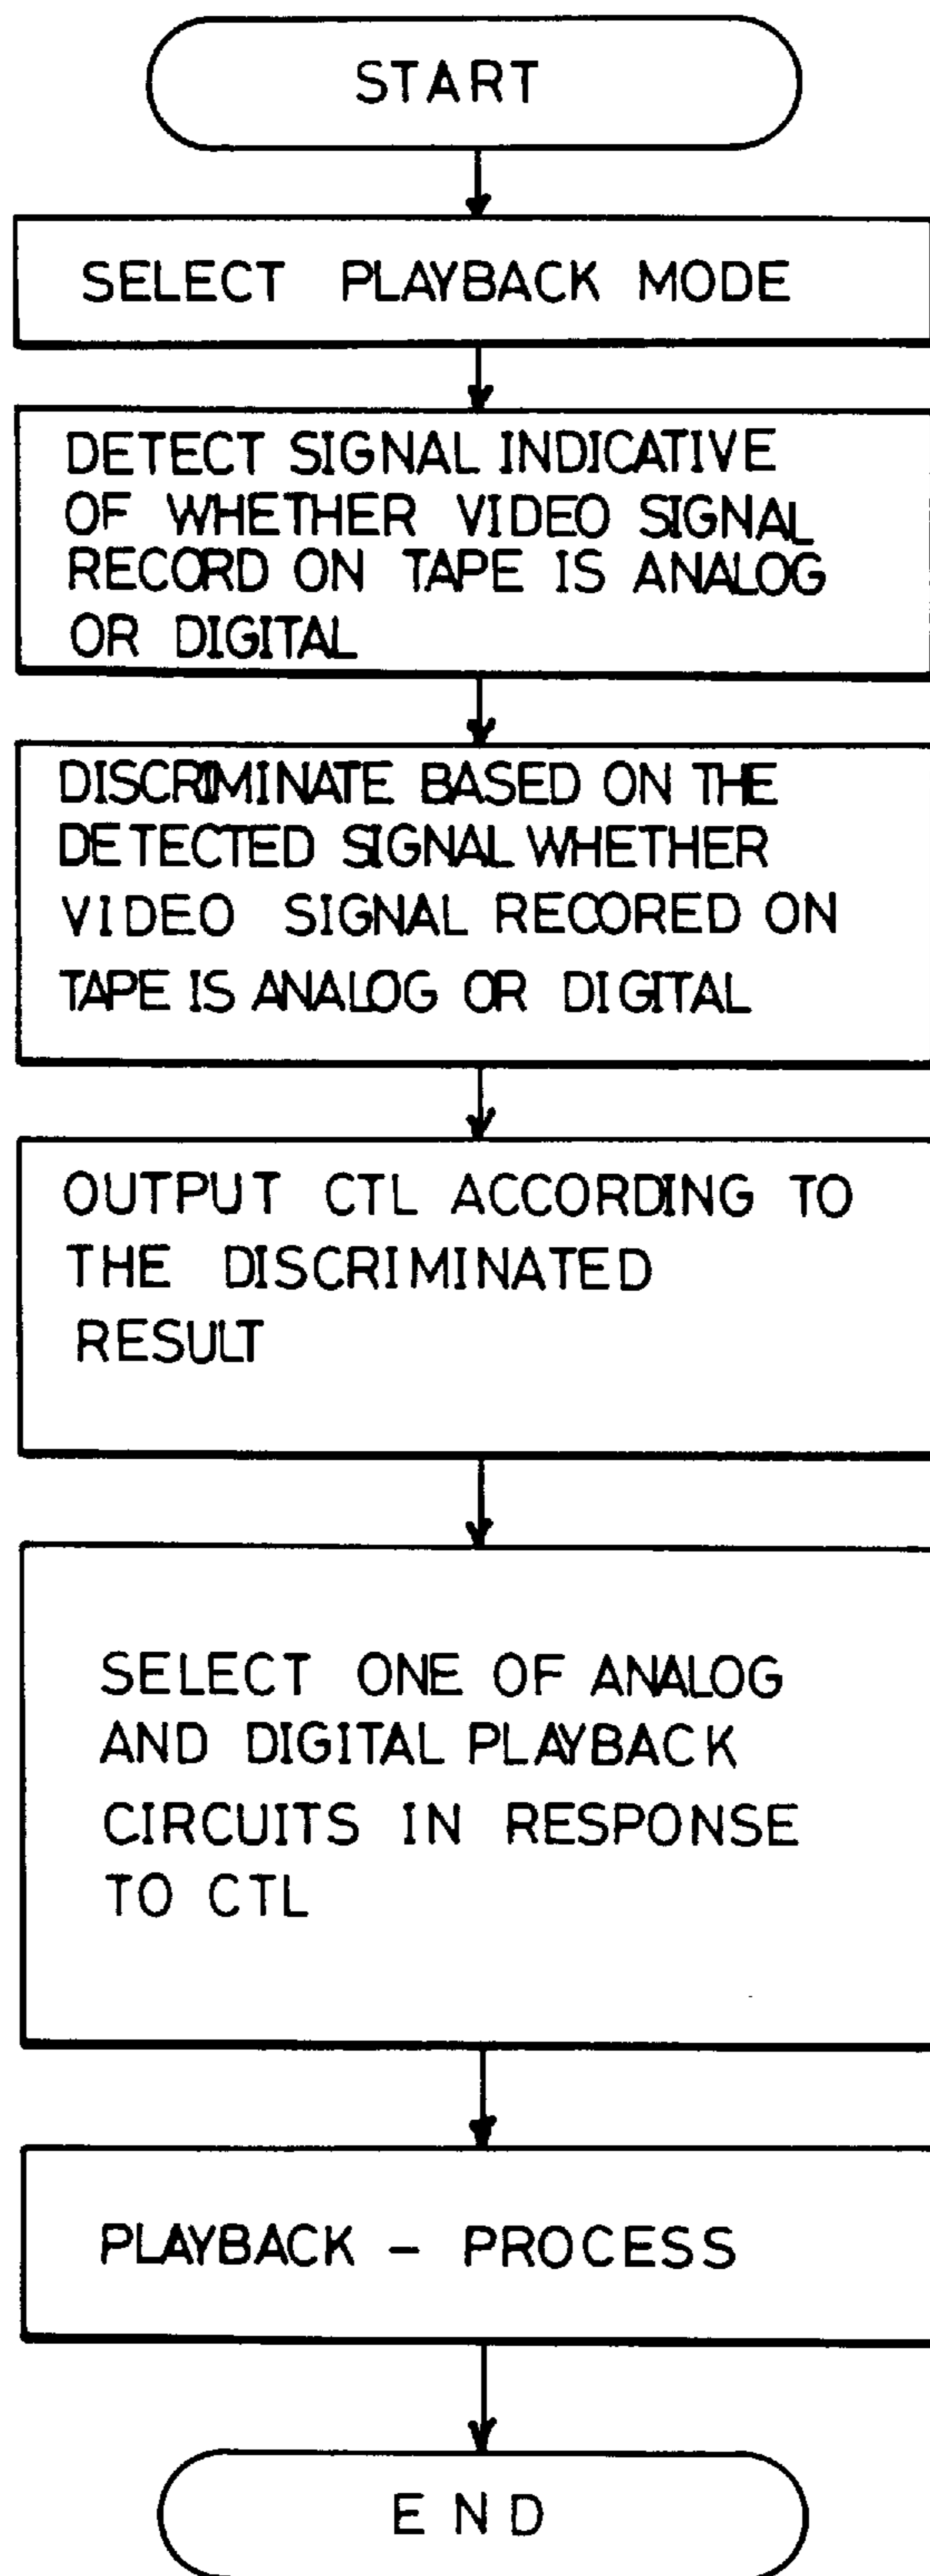 START
SELECT PLAYBACK MODE
DETECT SIGNAL INDICATIVE
OF WHETHER VIDEO SIGNAL
RECORD ON TAPE IS ANALOG
OR DIGITAL
DISCRIMINATE BASED ON THE
DETECTED SIGNAL WHETHER
VIDEO SIGNAL RECORED ON
TAPE IS ANALOG OR DIGITAL
OUTPUT CTL ACCORDING TO
THE DISCRIMINATED
RESULT
SELECT ONE OF ANALOG
AND DIGITAL PLAYBACK
CIRCUITS IN RESPONSE
TO CTL
PLAYBACK - PROCESS
END